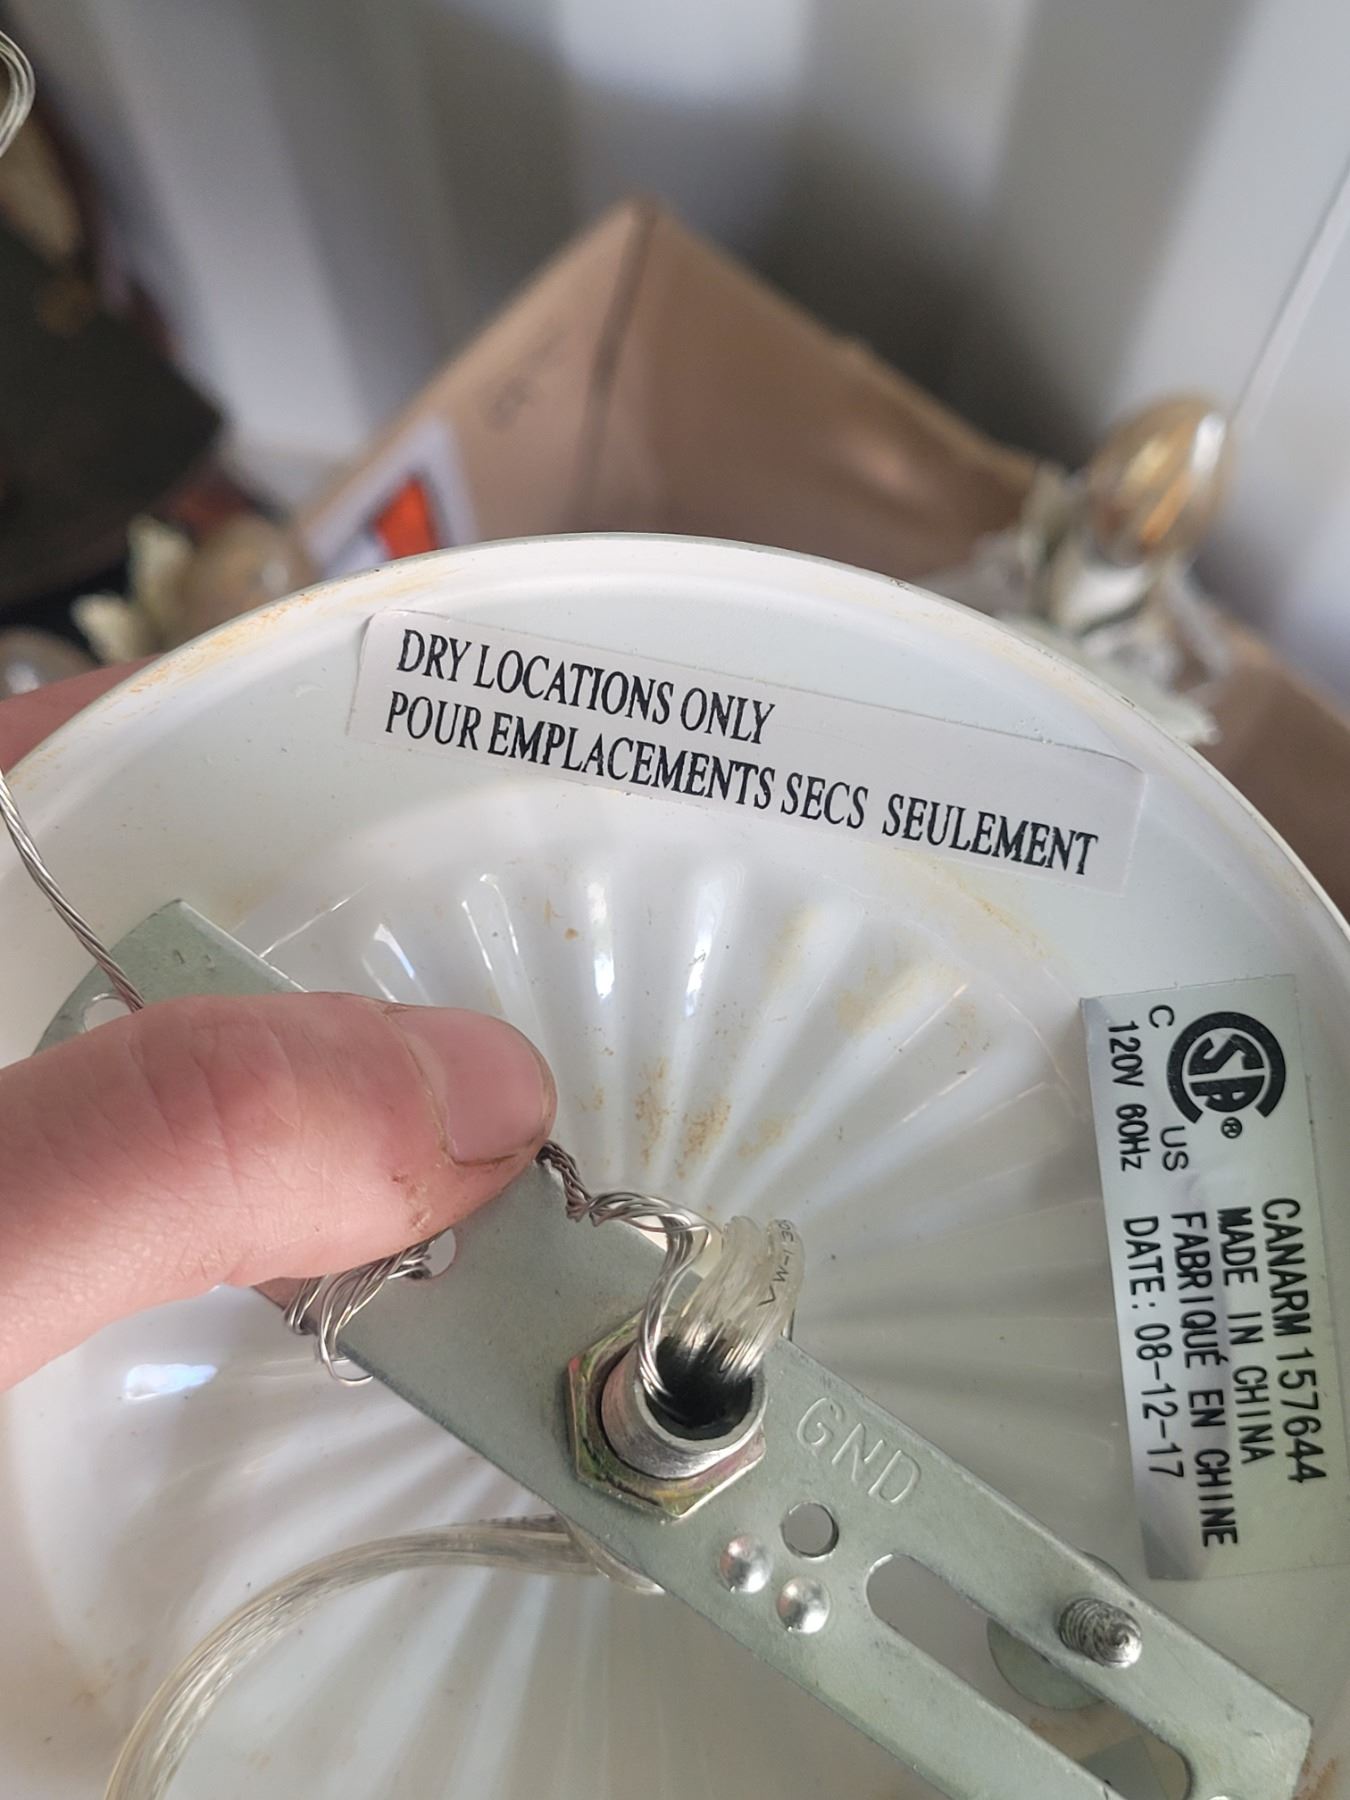 DRY LOCATIONS ONLY
POUR EMPLACEMENTS SECS SEULEMENT
CANARM 157644
MADE IN CHINA
FABRIQUÉ EN CHINE
DATE: 08-12-17
C SA® US
120V 60Hz
GND